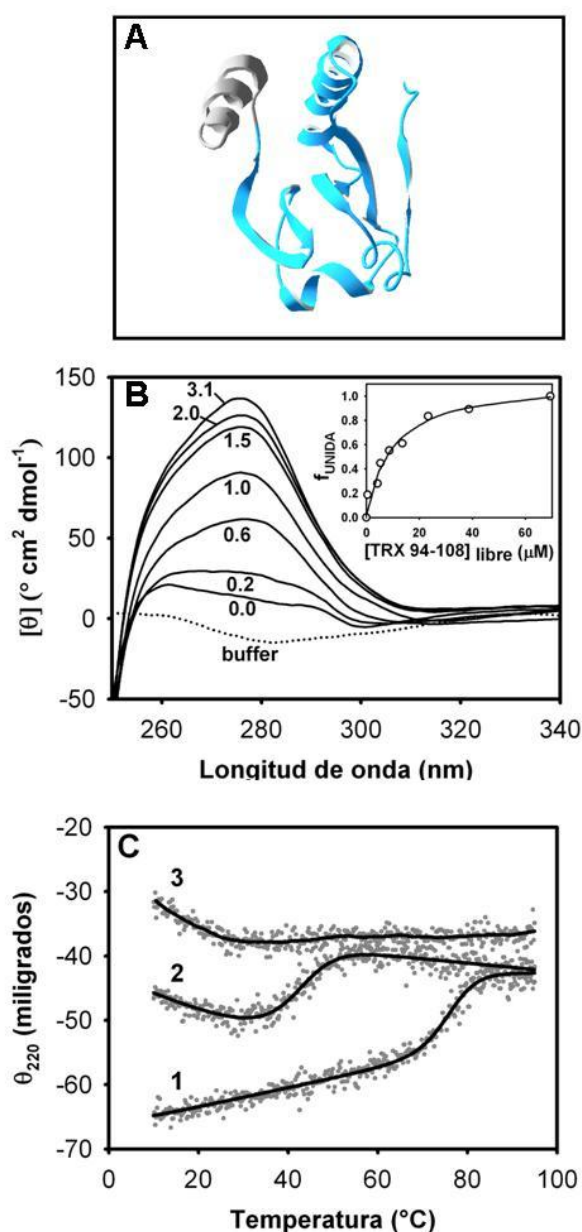 A
B
[θ] (° cm² dmol⁻¹)
150
100
50
0
-50
3.1
2.0
1.5
1.0
0.6
0.2
0.0
buffer
f UNIDA
1.0
0.8
0.6
0.4
0.2
0.0
0 20 40 60
[TRX 94-108] libre (μM)
260 280 300 320 340
Longitud de onda (nm)
C
θ₂₂₀ (miligrados)
-20
-30
-40
-50
-60
-70
3
2
1
0 20 40 60 80 100
Temperatura (°C)